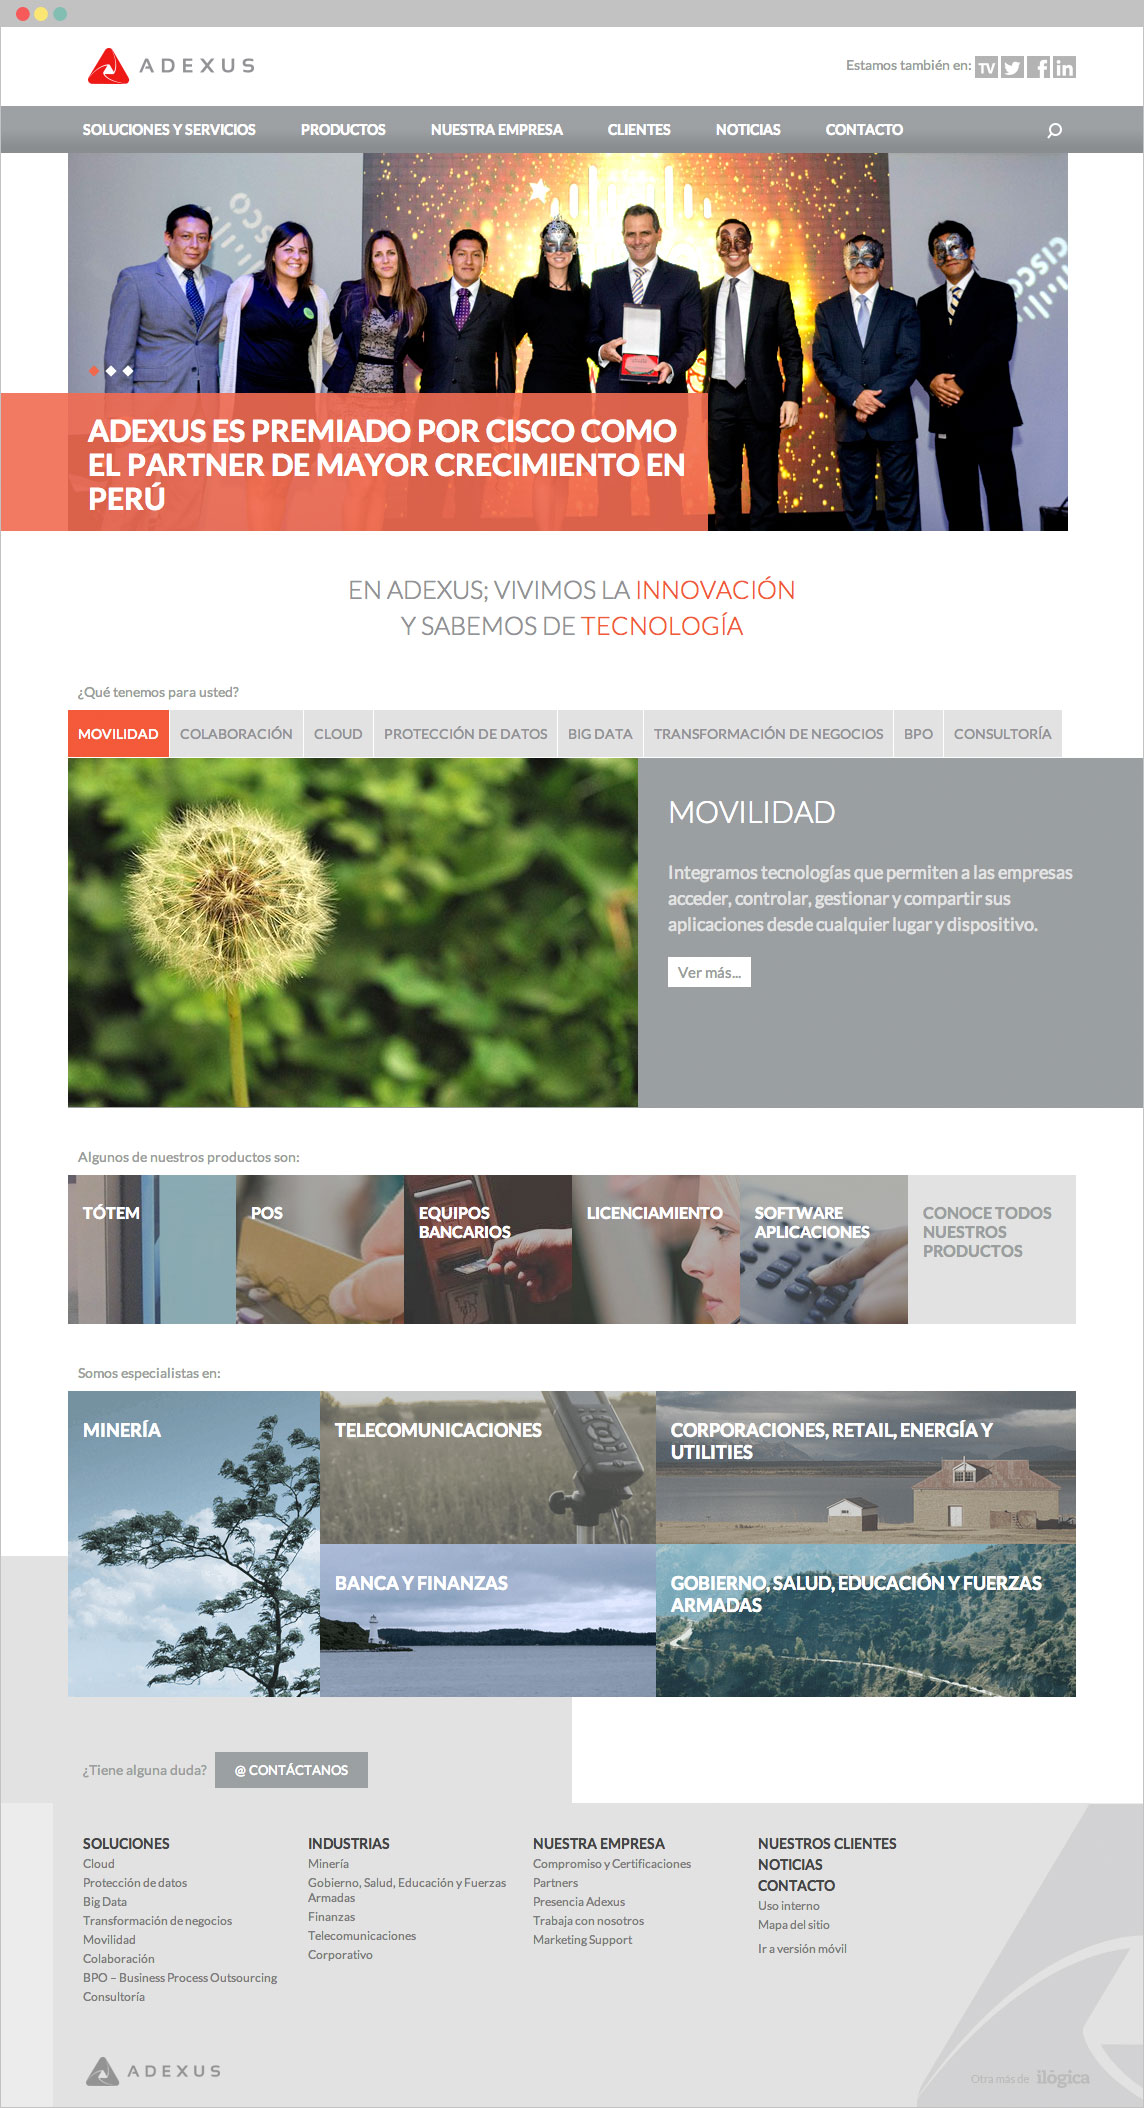 ADEXUS
Estamos también en: TV
SOLUCIONES Y SERVICIOS PRODUCTOS NUESTRA EMPRESA CLIENTES NOTICIAS CONTACTO
CISCO
CISCO
ADEXUS ES PREMIADO POR CISCO COMO
EL PARTNER DE MAYOR CRECIMIENTO EN
PERÚ
EN ADEXUS; VIVIMOS LA INNOVACIÓN
Y SABEMOS DE TECNOLOGÍA
¿Qué tenemos para usted?
MOVILIDAD COLABORACIÓN CLOUD PROTECCIÓN DE DATOS BIG DATA TRANSFORMACIÓN DE NEGOCIOS BPO CONSULTORÍA
MOVILIDAD
Integramos tecnologías que permiten a las empresas
acceder, controlar, gestionar y compartir sus
aplicaciones desde cualquier lugar y dispositivo.
Ver más...
Algunos de nuestros productos son:
TÓTEM
POS
EQUIPOS
BANCARIOS
LICENCIAMIENTO
SOFTWARE
APLICACIONES
CONOCE TODOS
NUESTROS
PRODUCTOS
Somos especialistas en:
MINERÍA
TELECOMUNICACIONES
CORPORACIONES, RETAIL, ENERGÍA Y
UTILITIES
BANCA Y FINANZAS
GOBIERNO, SALUD, EDUCACIÓN Y FUERZAS
ARMADAS
¿Tiene alguna duda? @ CONTÁCTANOS
SOLUCIONES
Cloud
Protección de datos
Big Data
Transformación de negocios
Movilidad
Colaboración
BPO – Business Process Outsourcing
Consultoría
INDUSTRIAS
Minería
Gobierno, Salud, Educación y Fuerzas
Armadas
Finanzas
Telecomunicaciones
Corporativo
NUESTRA EMPRESA
Compromiso y Certificaciones
Partners
Presencia Adexus
Trabaja con nosotros
Marketing Support
NUESTROS CLIENTES
NOTICIAS
CONTACTO
Uso interno
Mapa del sitio
Ir a versión móvil
ADEXUS
Otra más de ilógica